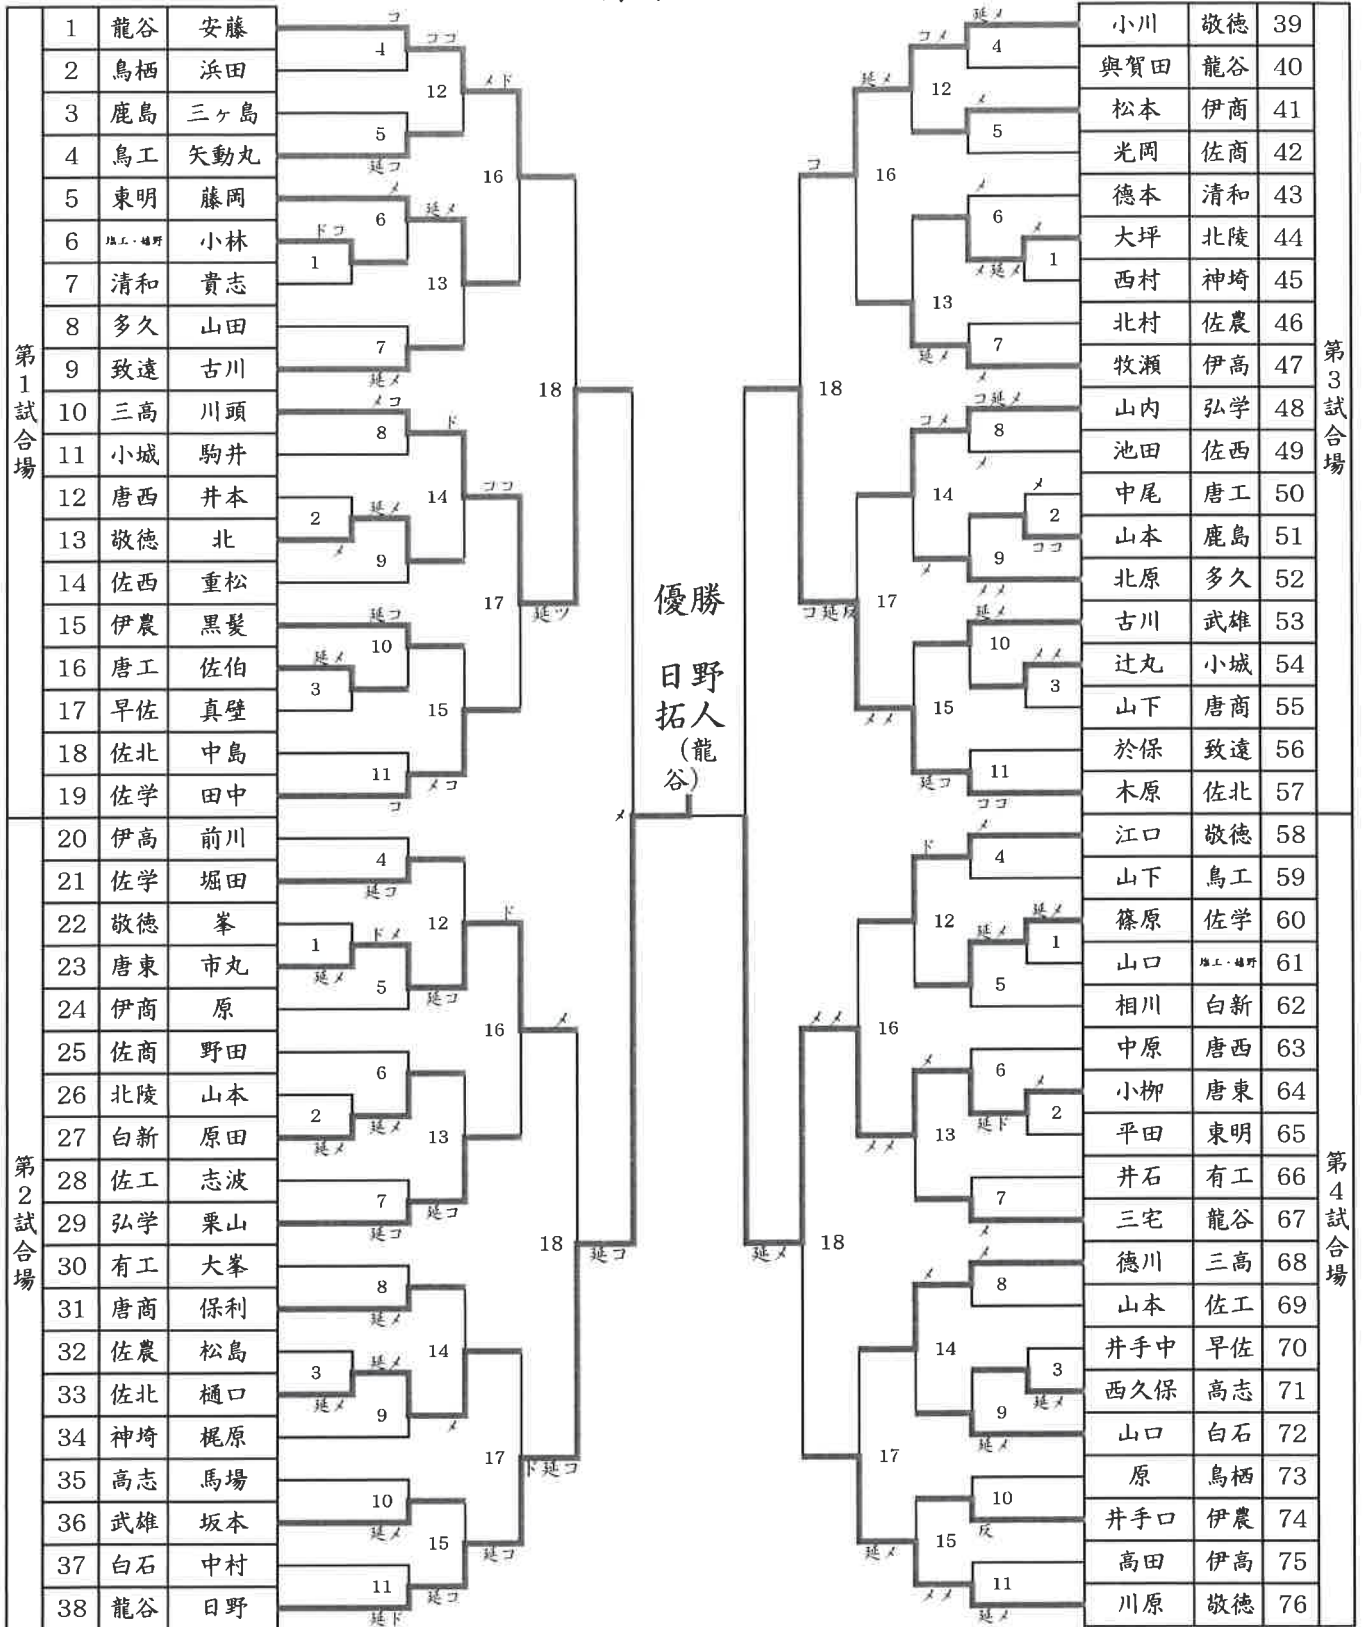 第1試合場
1 龍谷 安藤
2 鳥栖 浜田
3 鹿島 三ヶ島
4 鳥工 矢動丸
5 東明 藤岡
6 塩工・嬉野 小林
7 清和 貴志
8 多久 山田
9 致遠 古川
10 三高 川頭
11 小城 駒井
12 唐西 井本
13 敬徳 北
14 佐西 重松
15 伊農 黒髪
16 唐工 佐伯
17 早佐 真壁
18 佐北 中島
19 佐学 田中
第2試合場
20 伊高 前川
21 佐学 堀田
22 敬徳 峯
23 唐東 市丸
24 伊商 原
25 佐商 野田
26 北陵 山本
27 白新 原田
28 佐工 志波
29 弘学 栗山
30 有工 大峯
31 唐商 保利
32 佐農 松島
33 佐北 樋口
34 神埼 梶原
35 高志 馬場
36 武雄 坂本
37 白石 中村
38 龍谷 日野
優勝
日野
拓人
(龍
谷)
第3試合場
小川 敬徳 39
與賀田 龍谷 40
松本 伊商 41
光岡 佐商 42
德本 清和 43
大坪 北陵 44
西村 神埼 45
北村 佐農 46
牧瀬 伊高 47
山内 弘学 48
池田 佐西 49
中尾 唐工 50
山本 鹿島 51
北原 多久 52
古川 武雄 53
辻丸 小城 54
山下 唐商 55
於保 致遠 56
木原 佐北 57
第4試合場
江口 敬徳 58
山下 鳥工 59
篠原 佐学 60
山口 塩工・嬉野 61
相川 白新 62
中原 唐西 63
小柳 唐東 64
平田 東明 65
井石 有工 66
三宅 龍谷 67
德川 三高 68
山本 佐工 69
井手中 早佐 70
西久保 高志 71
山口 白石 72
原 鳥栖 73
井手口 伊農 74
高田 伊高 75
川原 敬徳 76